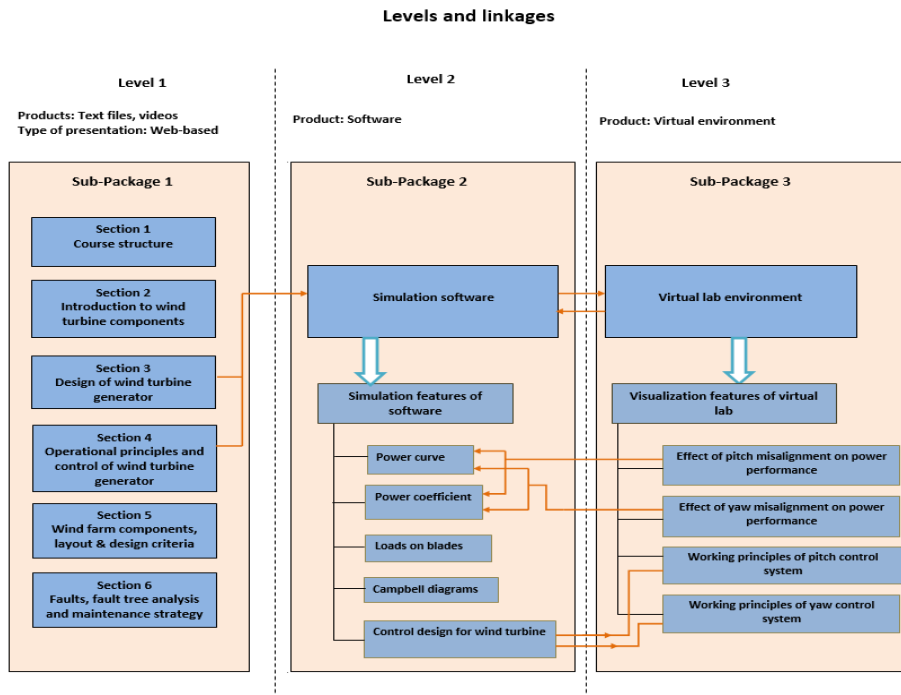 Levels and linkages
Level 1
Products: Text files, videos
Type of presentation: Web-based
Sub-Package 1
Section 1
Course structure
Section 2
Introduction to wind
turbine components
Section 3
Design of wind turbine
generator
Section 4
Operational principles and
control of wind turbine
generator
Section 5
Wind farm components,
layout & design criteria
Section 6
Faults, fault tree analysis
and maintenance strategy
Level 2
Product: Software
Sub-Package 2
Simulation software
Simulation features of
software
Power curve
Power coefficient
Loads on blades
Campbell diagrams
Control design for wind turbine
Level 3
Product: Virtual environment
Sub-Package 3
Virtual lab environment
Visualization features of virtual
lab
Effect of pitch misalignment on power
performance
Effect of yaw misalignment on power
performance
Working principles of pitch control
system
Working principles of yaw control
system